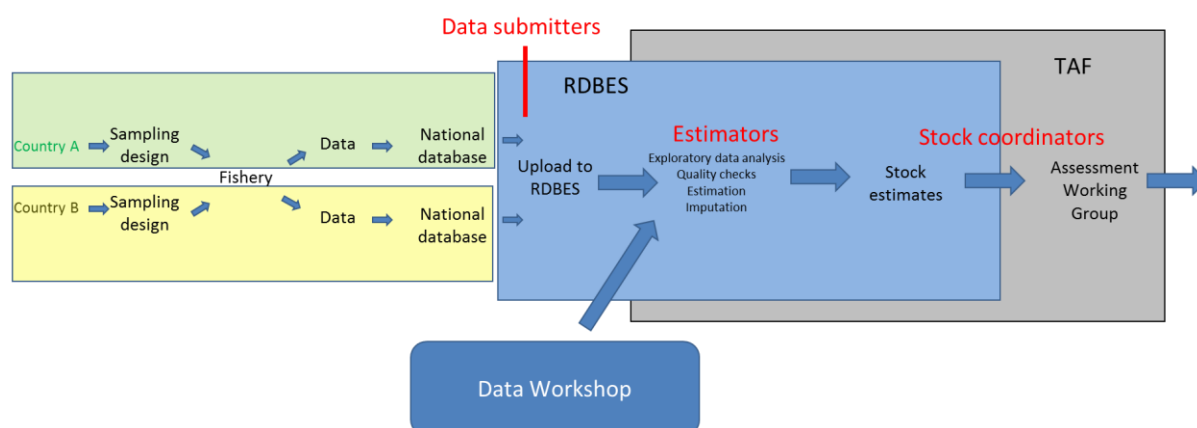 Data submitters
TAF
RDBES
Country A
Sampling
design
Data
National
database
Fishery
Country B
Sampling
design
Data
National
database
Upload to
RDBES
Estimators
Exploratory data analysis
Quality checks
Estimation
Imputation
Stock
estimates
Stock coordinators
Assessment
Working
Group
Data Workshop